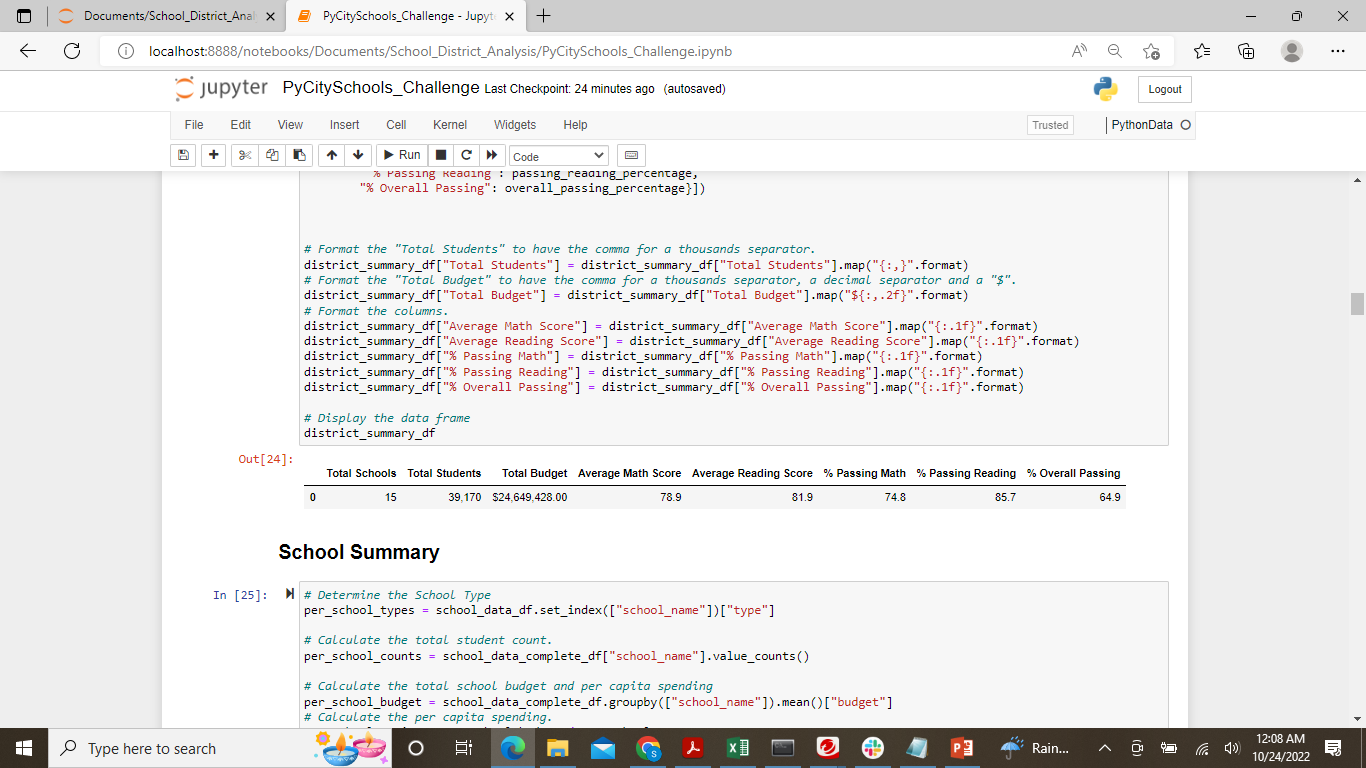 Documents/School_District_Anal
PyCitySchools_Challenge - Jupyt
localhost:8888/notebooks/Documents/School_District_Analysis/PyCitySchools_Challenge.ipynb
jupyter PyCitySchools_Challenge Last Checkpoint: 24 minutes ago (autosaved)
Logout
File Edit View Insert Cell Kernel Widgets Help
Trusted
PythonData
Run
Code
"% Passing Reading": passing_reading_percentage,
"% Overall Passing": overall_passing_percentage}])
# Format the "Total Students" to have the comma for a thousands separator.
district_summary_df["Total Students"] = district_summary_df["Total Students"].map("{:,}".format)
# Format the "Total Budget" to have the comma for a thousands separator, a decimal separator and a "$".
district_summary_df["Total Budget"] = district_summary_df["Total Budget"].map("${:,.2f}".format)
# Format the columns.
district_summary_df["Average Math Score"] = district_summary_df["Average Math Score"].map("{:.1f}".format)
district_summary_df["Average Reading Score"] = district_summary_df["Average Reading Score"].map("{:.1f}".format)
district_summary_df["% Passing Math"] = district_summary_df["% Passing Math"].map("{:.1f}".format)
district_summary_df["% Passing Reading"] = district_summary_df["% Passing Reading"].map("{:.1f}".format)
district_summary_df["% Overall Passing"] = district_summary_df["% Overall Passing"].map("{:.1f}".format)
# Display the data frame
district_summary_df
Out[24]:
Total Schools Total Students Total Budget Average Math Score Average Reading Score % Passing Math % Passing Reading % Overall Passing
0 15 39,170 $24,649,428.00 78.9 81.9 74.8 85.7 64.9
School Summary
In [25]:
# Determine the School Type
per_school_types = school_data_df.set_index(["school_name"])["type"]
# Calculate the total student count.
per_school_counts = school_data_complete_df["school_name"].value_counts()
# Calculate the total school budget and per capita spending
per_school_budget = school_data_complete_df.groupby(["school_name"]).mean()["budget"]
# Calculate the per capita spending.
Type here to search
Rain...
12:08 AM
10/24/2022